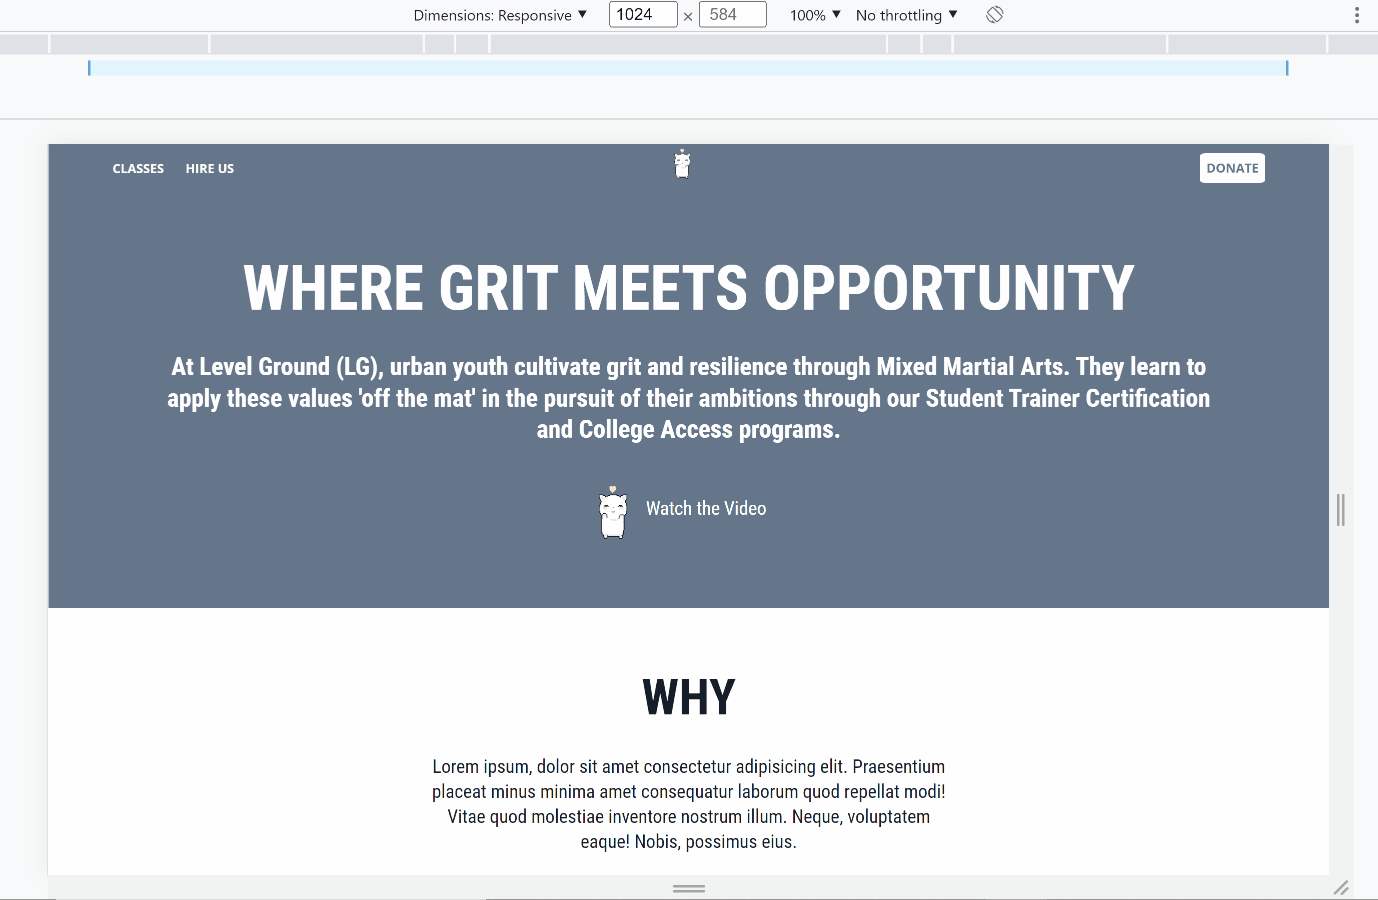 Dimensions: Responsive ▼ 1024 × 584 100% ▼ No throttling ▼
CLASSES HIRE US DONATE
WHERE GRIT MEETS OPPORTUNITY
At Level Ground (LG), urban youth cultivate grit and resilience through Mixed Martial Arts. They learn to
apply these values 'off the mat' in the pursuit of their ambitions through our Student Trainer Certification
and College Access programs.
Watch the Video
WHY
Lorem ipsum, dolor sit amet consectetur adipisicing elit. Praesentium
placeat minus minima amet consequatur laborum quod repellat modi!
Vitae quod molestiae inventore nostrum illum. Neque, voluptatem
eaque! Nobis, possimus eius.